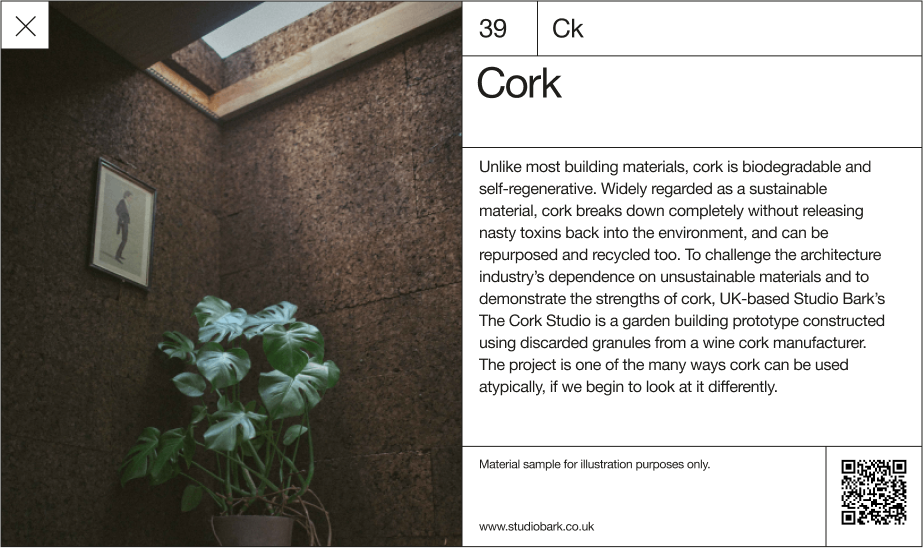 39
Ck
Cork
Unlike most building materials, cork is biodegradable and
self-regenerative. Widely regarded as a sustainable
material, cork breaks down completely without releasing
nasty toxins back into the environment, and can be
repurposed and recycled too. To challenge the architecture
industry’s dependence on unsustainable materials and to
demonstrate the strengths of cork, UK-based Studio Bark’s
The Cork Studio is a garden building prototype constructed
using discarded granules from a wine cork manufacturer.
The project is one of the many ways cork can be used
atypically, if we begin to look at it differently.
Material sample for illustration purposes only.
www.studiobark.co.uk